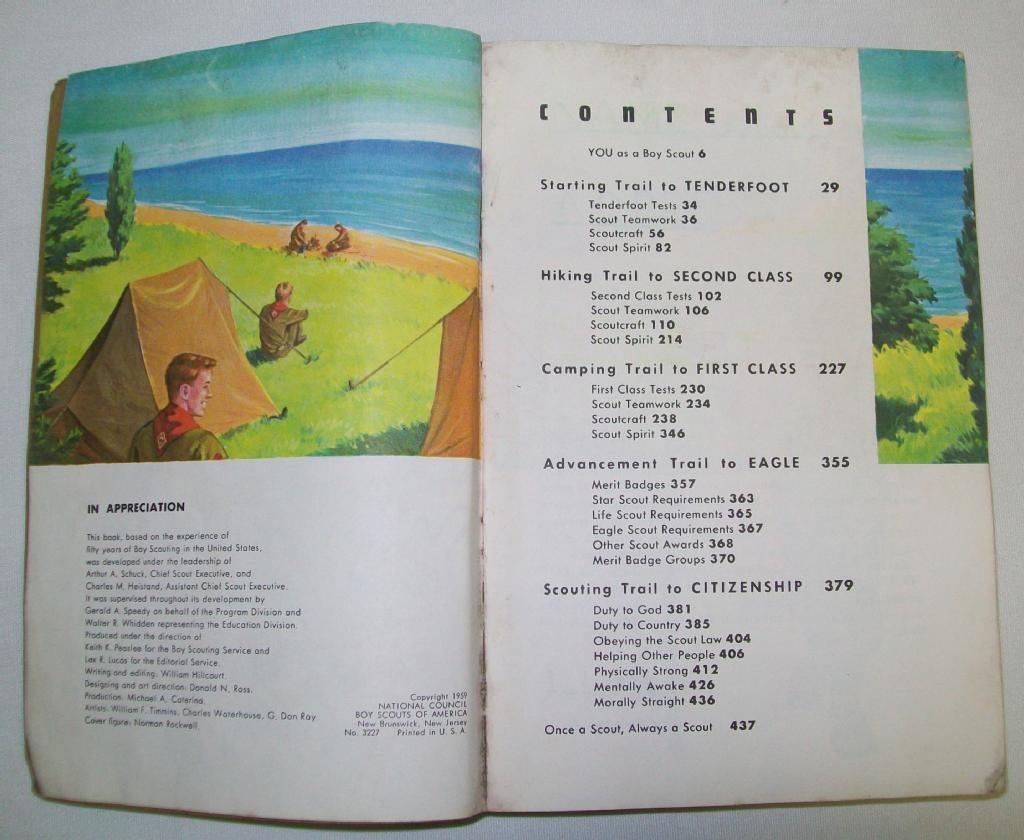 IN APPRECIATION
This book, based on the experience of
fifty years of Boy Scouting in the United States,
was developed under the leadership of
Arthur A. Schuck, Chief Scout Executive, and
Charles M. Heistand, Assistant Chief Scout Executive.
It was supervised throughout its development by
Gerald A. Speedy on behalf of the Program Division and
Walter R. Whidden representing the Education Division.
Produced under the direction of
Keith K. Peaslee for the Boy Scouting Service and
Lex R. Lucas for the Editorial Service.
Writing and editing: William Hillcourt.
Designing and art direction: Donald N. Ross.
Production: Michael A. Caterina.
Artists: William F. Timmins, Charles Waterhouse, G. Don Ray.
Cover figure: Norman Rockwell.
Copyright 1959
NATIONAL COUNCIL
BOY SCOUTS OF AMERICA
New Brunswick, New Jersey
No. 3227 Printed in U. S. A.
CONTENTS
YOU as a Boy Scout 6
Starting Trail to TENDERFOOT 29
Tenderfoot Tests 34
Scout Teamwork 36
Scoutcraft 56
Scout Spirit 82
Hiking Trail to SECOND CLASS 99
Second Class Tests 102
Scout Teamwork 106
Scoutcraft 110
Scout Spirit 214
Camping Trail to FIRST CLASS 227
First Class Tests 230
Scout Teamwork 234
Scoutcraft 238
Scout Spirit 346
Advancement Trail to EAGLE 355
Merit Badges 357
Star Scout Requirements 363
Life Scout Requirements 365
Eagle Scout Requirements 367
Other Scout Awards 368
Merit Badge Groups 370
Scouting Trail to CITIZENSHIP 379
Duty to God 381
Duty to Country 385
Obeying the Scout Law 404
Helping Other People 406
Physically Strong 412
Mentally Awake 426
Morally Straight 436
Once a Scout, Always a Scout 437